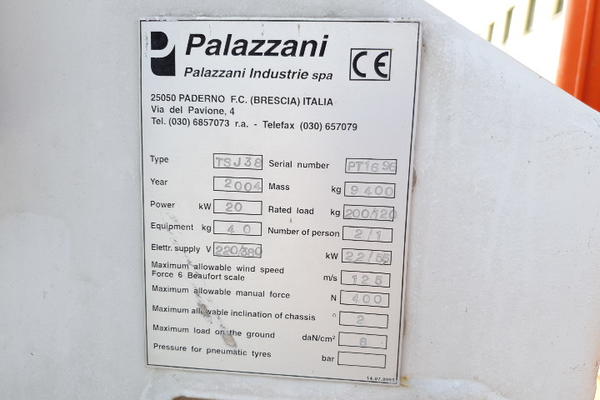 Palazzani
Palazzani Industrie spa
CE
25050 PADERNO F.C. (BRESCIA) ITALIA
Via del Pavione, 4
Tel. (030) 6857073 r.a. - Telefax (030) 657079
Type TSJ38 Serial number PT1696
Year 2004 Mass kg 9400
Power kW 20 Rated load kg 200/120
Equipment kg 40 Number of person 2/1
Elettr. supply V 220/380 kW
Maximum allowable wind speed
Force 6 Beaufort scale m/s 12.5
Maximum allowable manual force N 400
Maximum allowable inclination of chassis ° 2
Maximum load on the ground daN/cm² 8
Pressure for pneumatic tyres bar